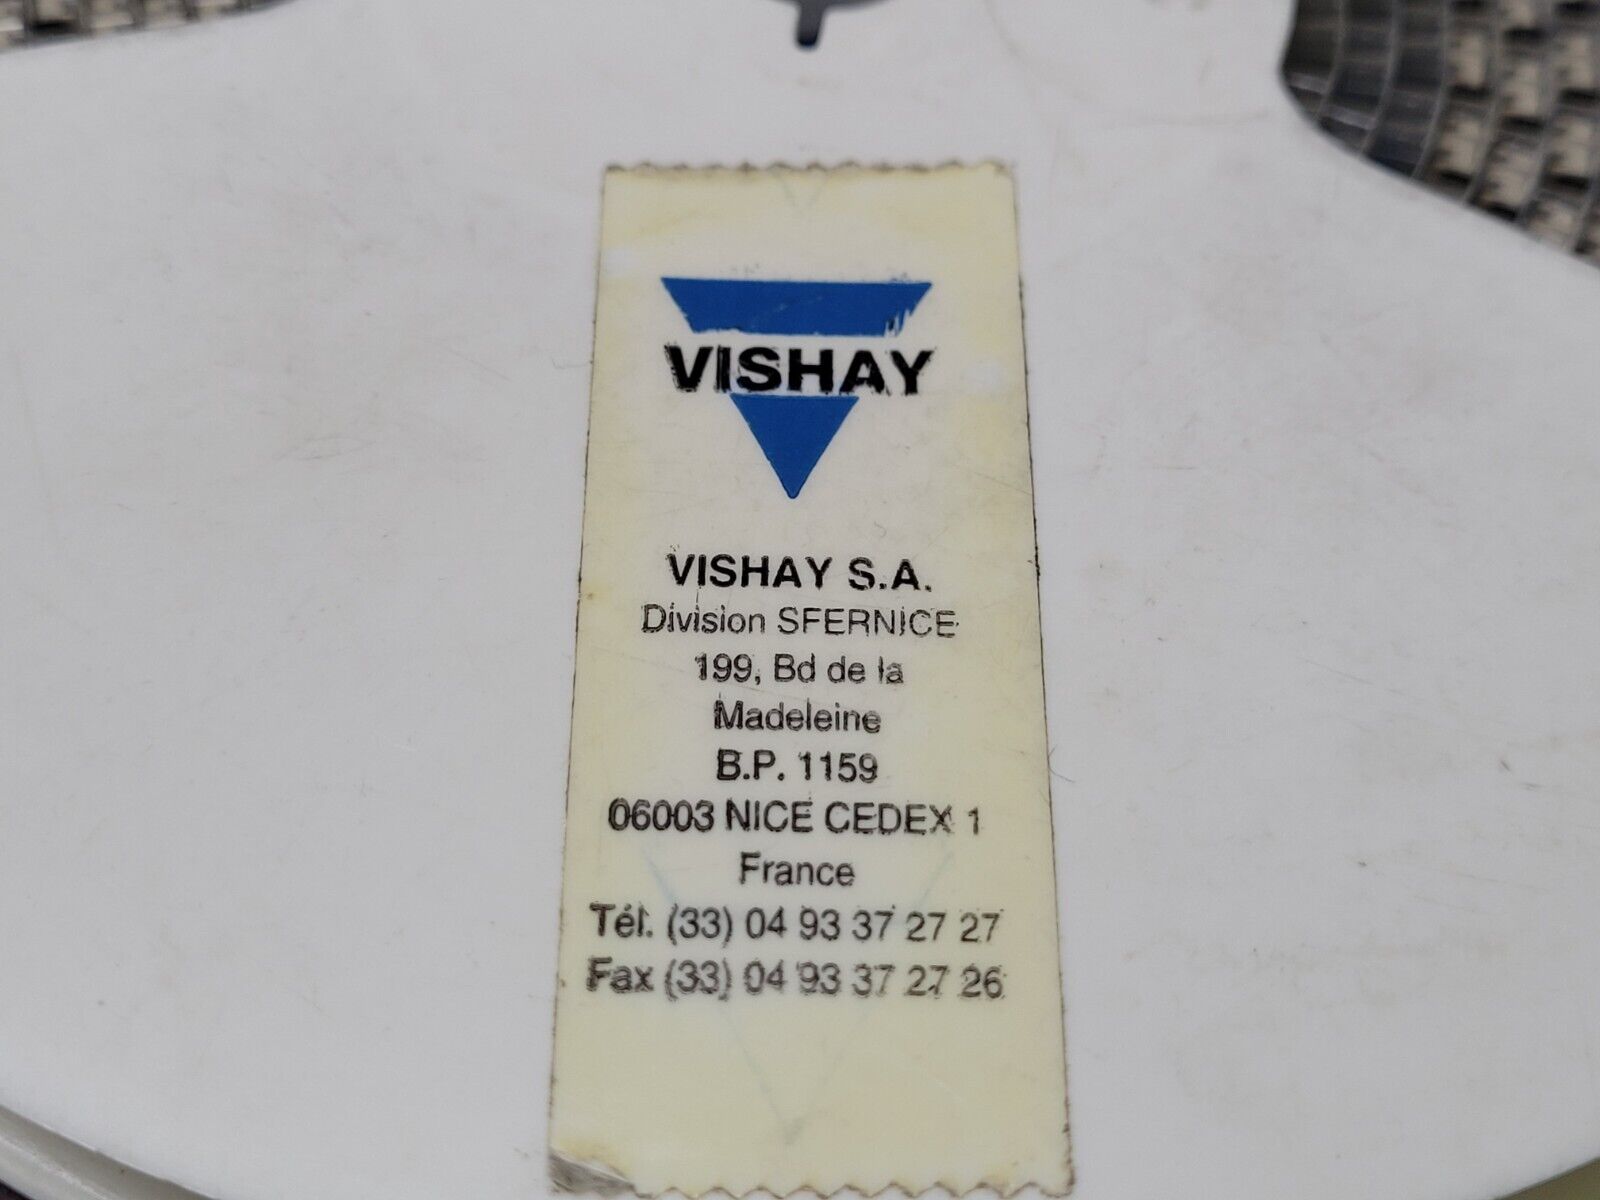 VISHAY
VISHAY S.A.
Division SFERNICE
199, Bd de la
Madeleine
B.P. 1159
06003 NICE CEDEX 1
France
Tél. (33) 04 93 37 27 27
Fax (33) 04 93 37 27 26